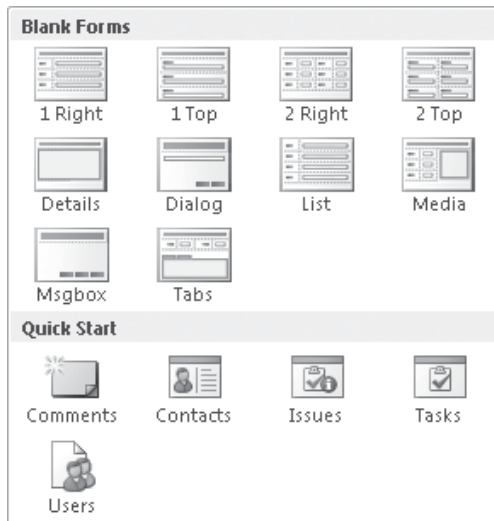 Blank Forms
1 Right 1 Top 2 Right 2 Top
Details Dialog List Media
Msgbox Tabs
Quick Start
Comments Contacts Issues Tasks
Users